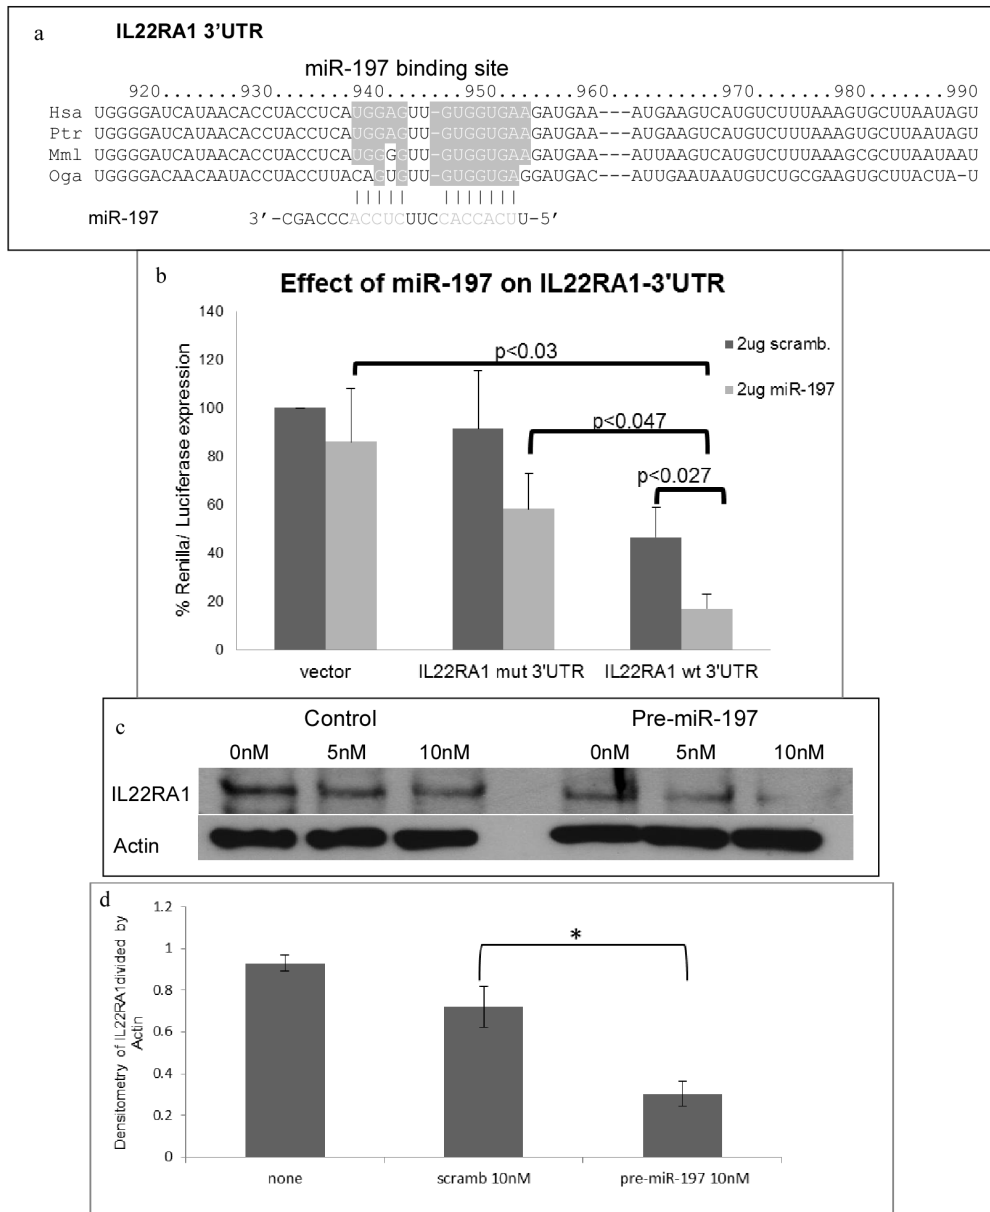 a IL22RA1 3'UTR
miR-197 binding site
920.......930.......940.......950.......960.......970.......980.......990
Hsa UGGGGAUCAUAACACCUACCUCAUGGAGUU-GUGGUGAAGAUGAA---AUGAAGUCAUGUCUUUAAAGUGCUUAAUAGU
Ptr UGGGGAUCAUAACACCUACCUCAUGGAGUU-GUGGUGAAGAUGAA---AUGAAGUCAUGUCUUUAAAGUGCUUAAUAGU
Mml UGGGGAUCAUAACACCUACCUCAUGGGGUU-GUGGUGAAGAUGAA---AUUAAGUCAUGUCUUUAAAGCGCUUAAUAAU
Oga UGGGGACAACAAUACCUACCUUACAGUGUU-GUGGUGAGGAUGAC---AUUGAAUAAUGUCUGCGAAGUGCUUACUA-U
miR-197 3'-CGACCCACCUCUUCCACCACUU-5'
b Effect of miR-197 on IL22RA1-3'UTR
% Renilla/ Luciferase expression
140
120
100
80
60
40
20
0
2ug scramb.
2ug miR-197
p<0.03
p<0.047
p<0.027
vector IL22RA1 mut 3'UTR IL22RA1 wt 3'UTR
c Control Pre-miR-197
0nM 5nM 10nM 0nM 5nM 10nM
IL22RA1
Actin
d
Densitometry of IL22RA1divided by
Actin
1.2
1
0.8
0.6
0.4
0.2
0
*
none scramb 10nM pre-miR-197 10nM